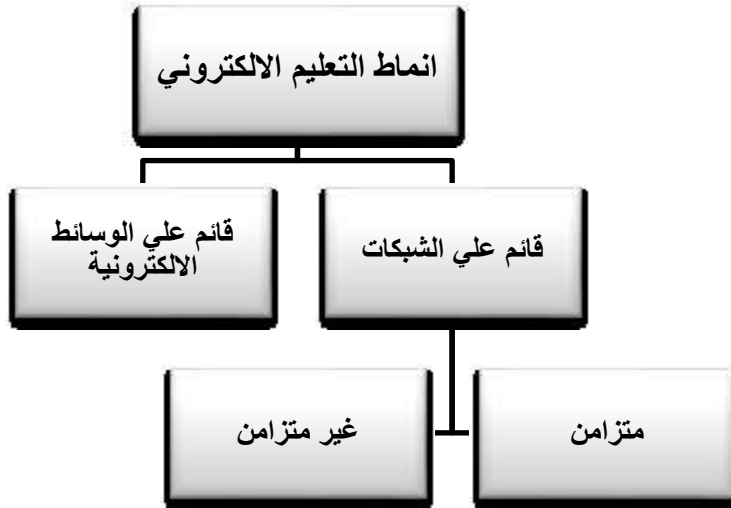 انماط التعليم الالكتروني
قائم علي الشبكات
قائم علي الوسائط
الالكترونية
متزامن
غير متزامن